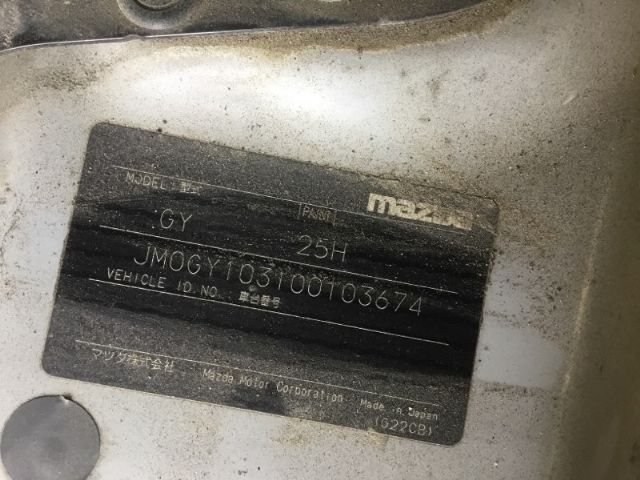 MODEL 型式 PAINT mazda
GY 25H
JM0GY103100103674
VEHICLE ID.NO. 車台番号
マツダ株式会社 Mazda Motor Corporation Made in Japan
(G22CB)